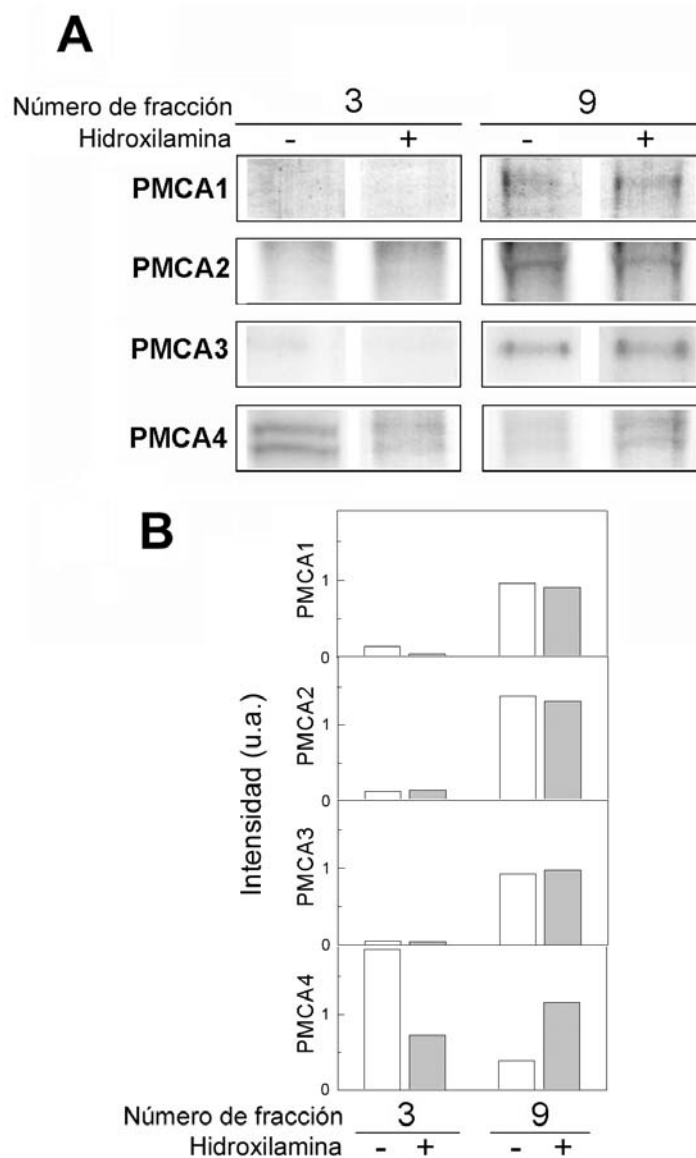 A
Número de fracción 3 9
Hidroxilamina - + - +
PMCA1
PMCA2
PMCA3
PMCA4
B
Intensidad (u.a.)
PMCA1
1
0
PMCA2
1
0
PMCA3
1
0
PMCA4
1
0
Número de fracción 3 9
Hidroxilamina - + - +